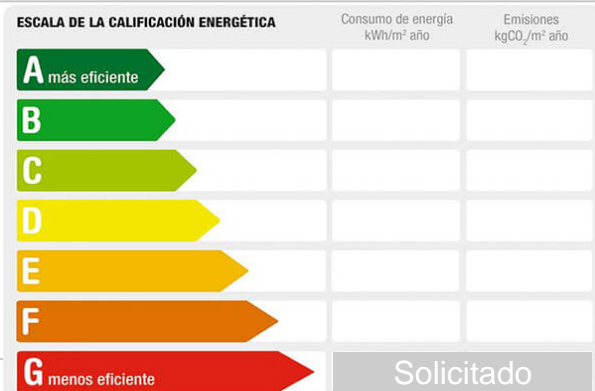 ESCALA DE LA CALIFICACIÓN ENERGÉTICA
Consumo de energía
kWh/m² año
Emisiones
kgCO₂/m² año
A más eficiente
B
C
D
E
F
G menos eficiente
Solicitado